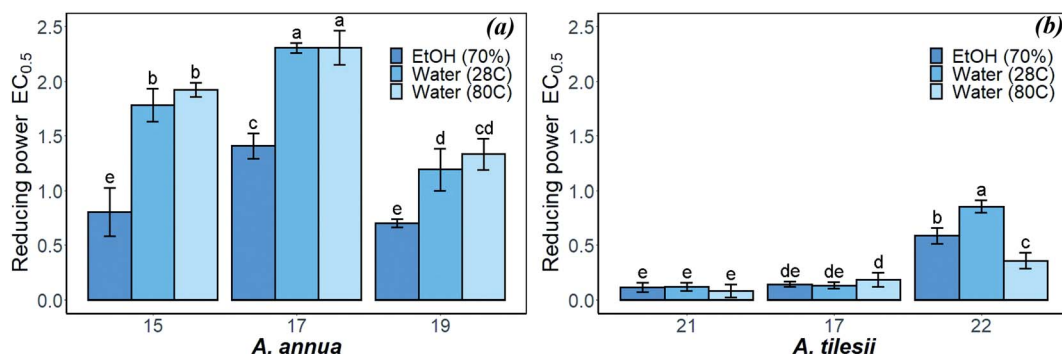 (a)
Reducing power EC0.5
2.5
2.0
1.5
1.0
0.5
0.0
EtOH (70%)
Water (28C)
Water (80C)
e
b
b
c
a
a
e
d
cd
15
17
19
A. annua
(b)
Reducing power EC0.5
2.5
2.0
1.5
1.0
0.5
0.0
EtOH (70%)
Water (28C)
Water (80C)
e
e
e
de
de
d
b
a
c
21
17
22
A. tilesii